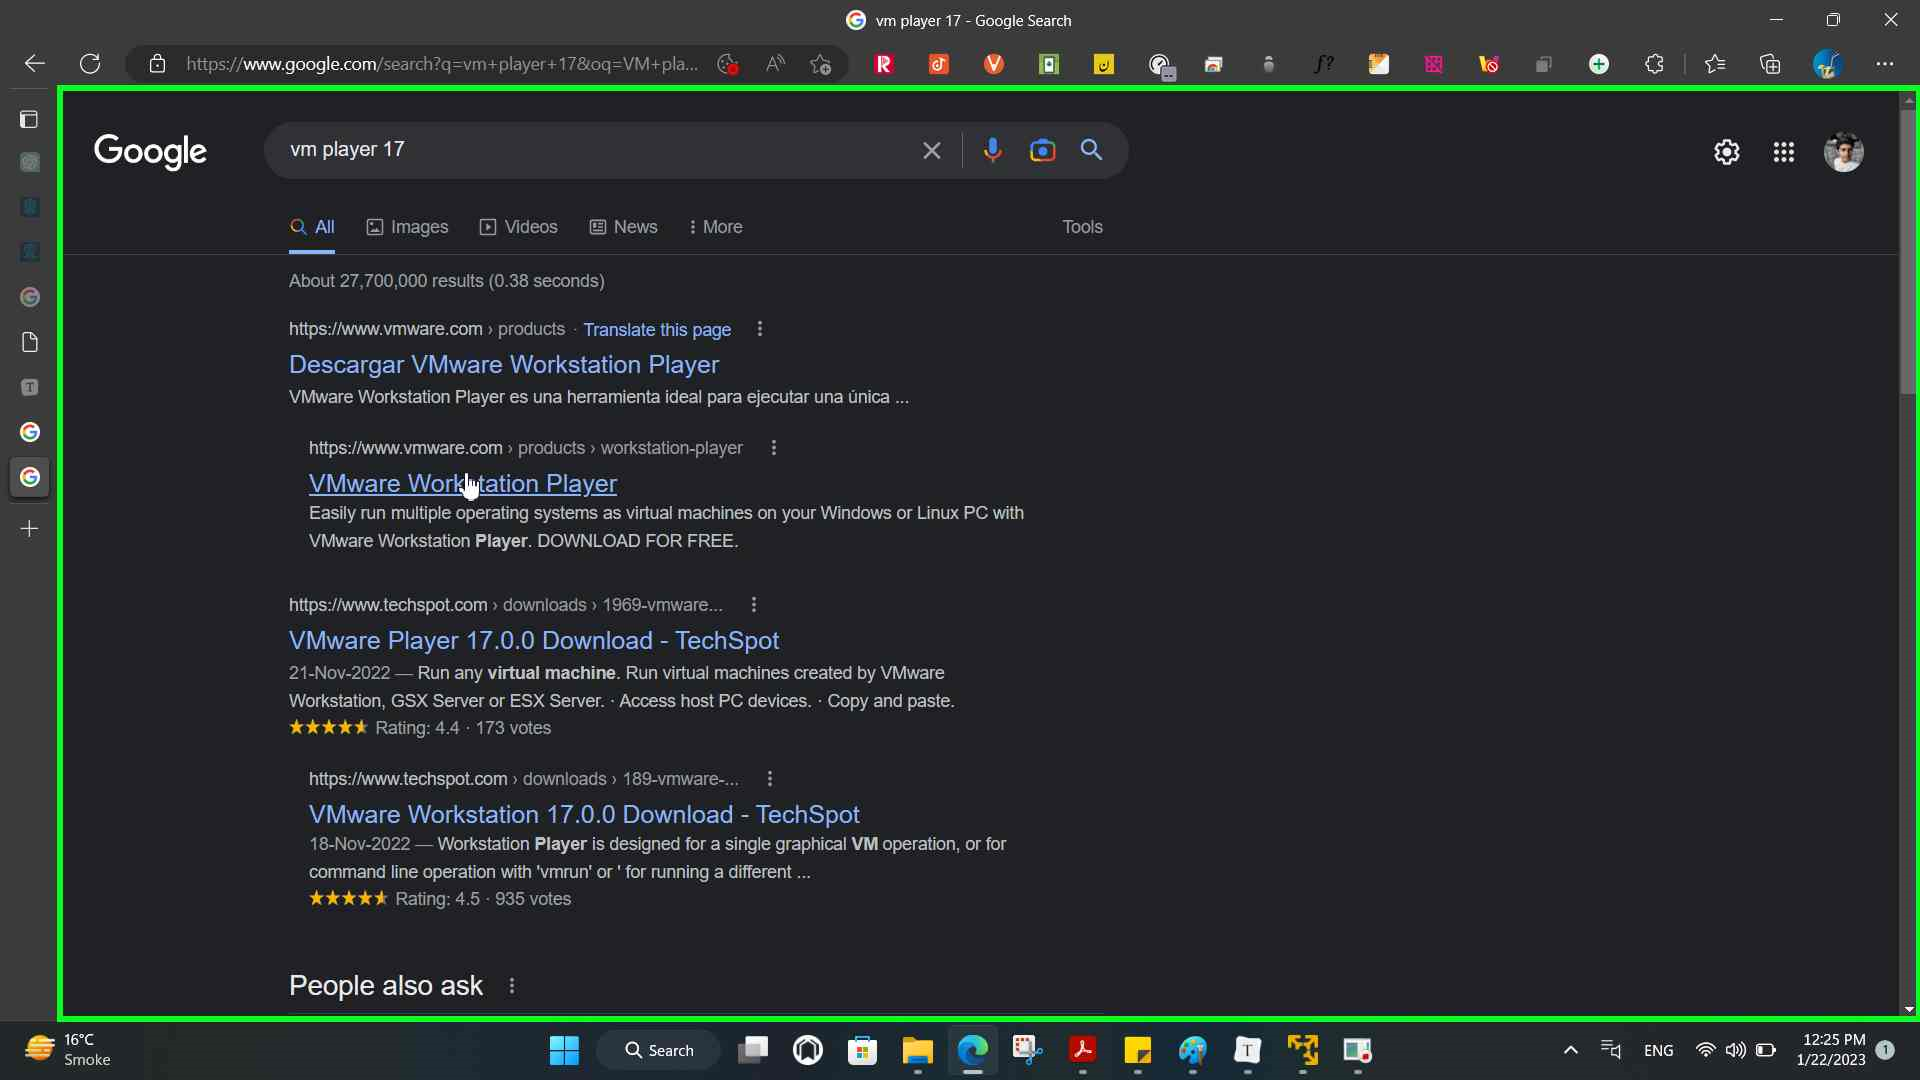 vm player 17 - Google Search
https://www.google.com/search?q=vm+player+17&oq=VM+pla...
Google
vm player 17
All
Images
Videos
News
More
Tools
About 27,700,000 results (0.38 seconds)
https://www.vmware.com › products · Translate this page
Descargar VMware Workstation Player
VMware Workstation Player es una herramienta ideal para ejecutar una única ...
https://www.vmware.com › products › workstation-player
VMware Workstation Player
Easily run multiple operating systems as virtual machines on your Windows or Linux PC with
VMware Workstation Player. DOWNLOAD FOR FREE.
https://www.techspot.com › downloads › 1969-vmware...
VMware Player 17.0.0 Download - TechSpot
21-Nov-2022 — Run any virtual machine. Run virtual machines created by VMware
Workstation, GSX Server or ESX Server. · Access host PC devices. · Copy and paste.
Rating: 4.4 · 173 votes
https://www.techspot.com › downloads › 189-vmware-...
VMware Workstation 17.0.0 Download - TechSpot
18-Nov-2022 — Workstation Player is designed for a single graphical VM operation, or for
command line operation with 'vmrun' or ' for running a different ...
Rating: 4.5 · 935 votes
People also ask
16°C
Smoke
Search
ENG
12:25 PM
1/22/2023
1